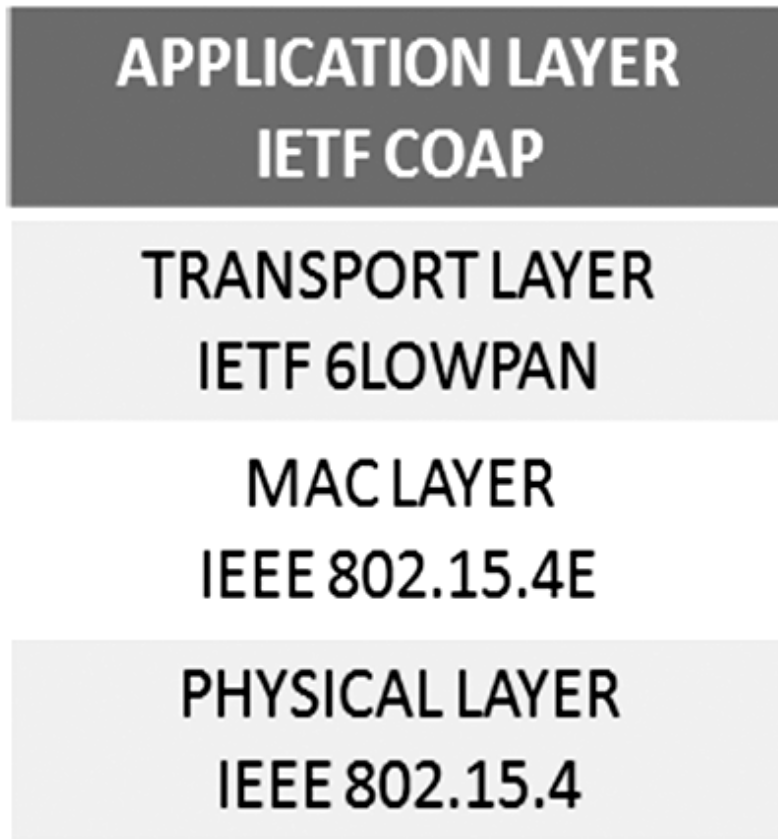 APPLICATION LAYER
IETF COAP
TRANSPORT LAYER
IETF 6LOWPAN
MAC LAYER
IEEE 802.15.4E
PHYSICAL LAYER
IEEE 802.15.4